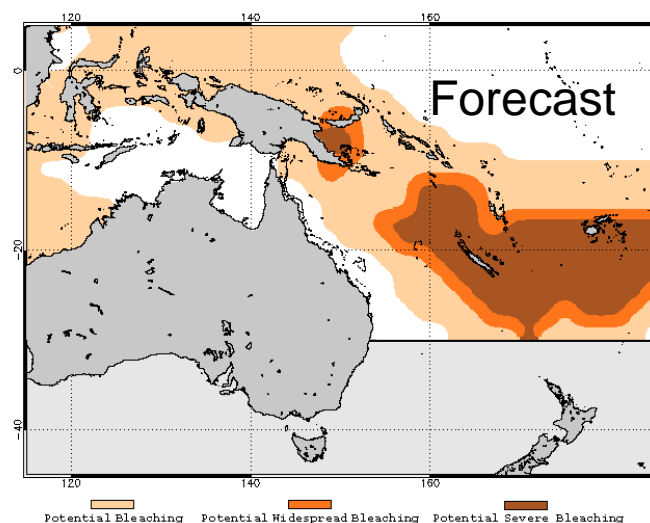 120 140 160
0
Forecast
-20
-40
120 140 160
Potential Bleaching Potential Widespread Bleaching Potential Severe Bleaching